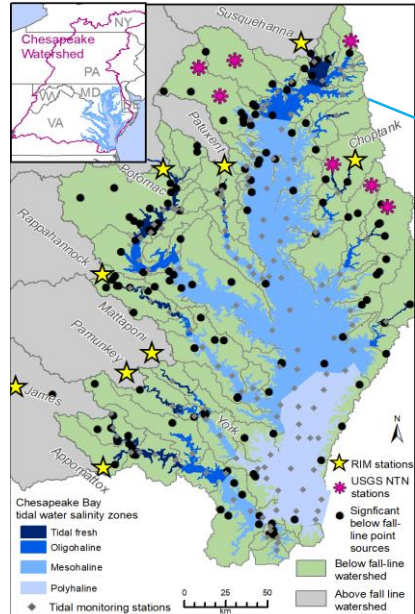 Chesapeake
Watershed
NY
PA
MD
WV
DE
VA
Susquehanna
Patuxent
Choptank
Potomac
Rappahannock
Mattaponi
Pamunkey
James
York
Appomattox
N
Chesapeake Bay
tidal water salinity zones
Tidal fresh
Oligohaline
Mesohaline
Polyhaline
Tidal monitoring stations
0
25
50
km
RIM stations
USGS NTN
stations
Signficant
below fall-
line point
sources
Below fall-line
watershed
Above fall line
watershed